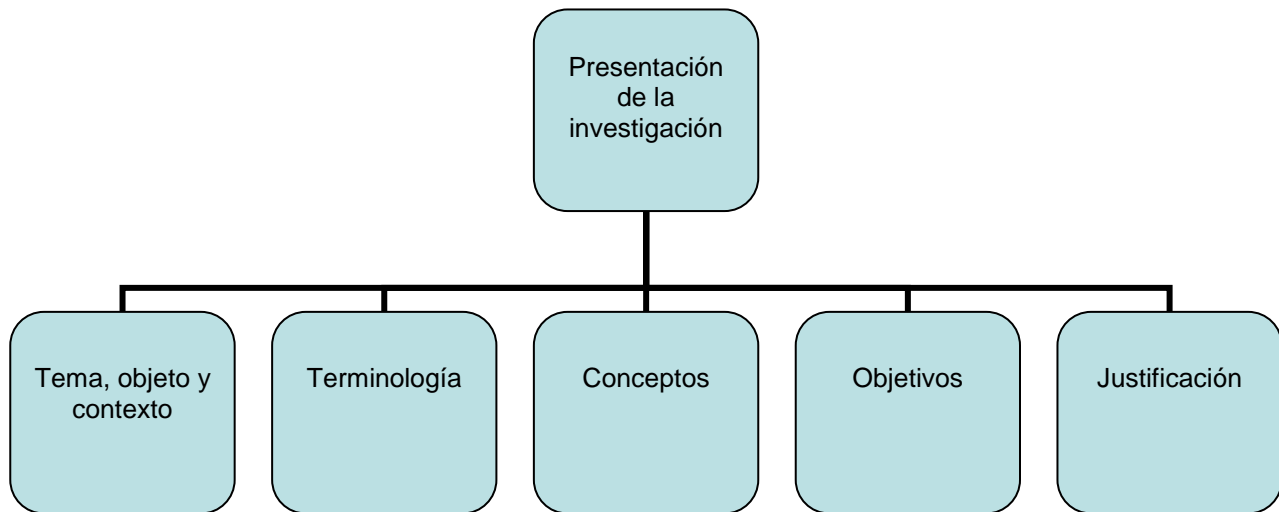 Presentación
de la
investigación
Tema, objeto y
contexto
Terminología
Conceptos
Objetivos
Justificación